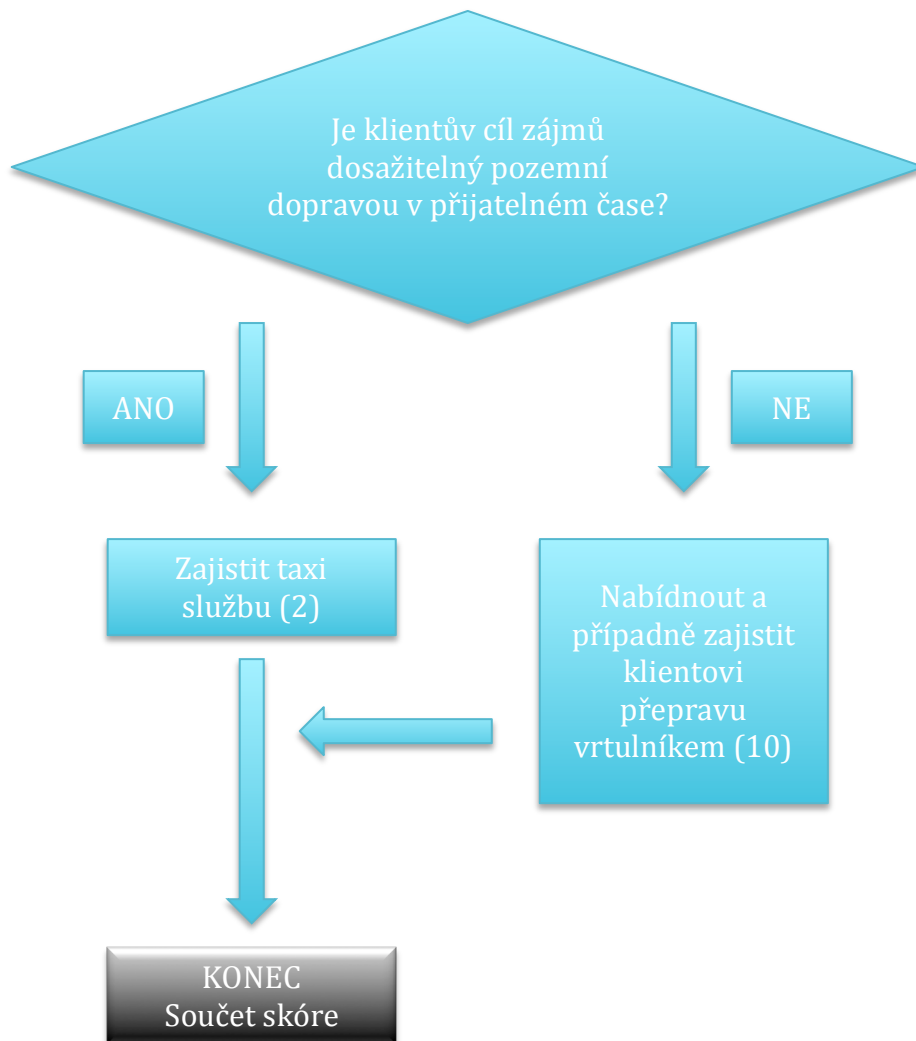 Je klientův cíl zájmů
dosažitelný pozemní
dopravou v přijatelném čase?
ANO
NE
Zajistit taxi
službu (2)
Nabídnout a
případně zajistit
klientovi
přepravu
vrtulníkem (10)
KONEC
Součet skóre